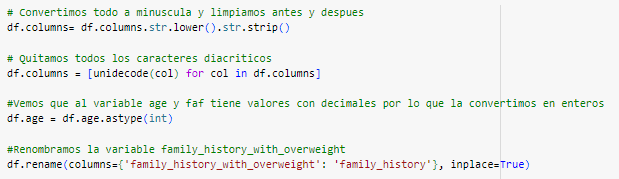 # Convertimos todo a minuscula y limpiamos antes y despues
df.columns= df.columns.str.lower().str.strip()
# Quitamos todos los caracteres diacriticos
df.columns = [unidecode(col) for col in df.columns]
#Vemos que al variable age y faf tiene valores con decimales por lo que la convertimos en enteros
df.age = df.age.astype(int)
#Renombramos la variable family_history_with_overweight
df.rename(columns={'family_history_with_overweight': 'family_history'}, inplace=True)